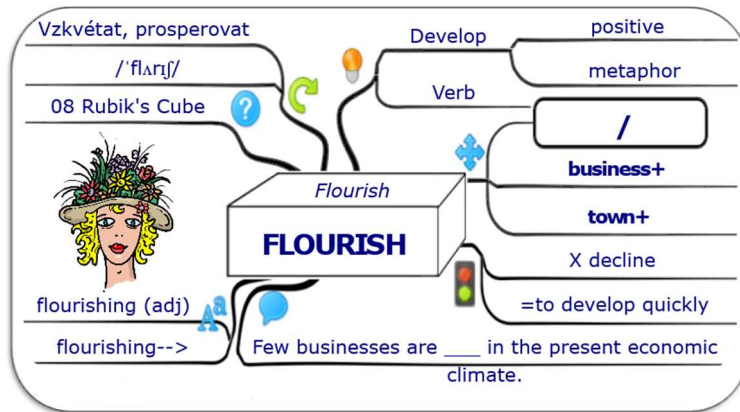 Vzkvétat, prosperovat
/ˈflʌrɪʃ/
08 Rubik's Cube
Develop
positive
metaphor
Verb
/
business+
town+
Flourish
FLOURISH
X decline
=to develop quickly
flourishing (adj)
Aa
flourishing-->
Few businesses are ___ in the present economic
climate.
?